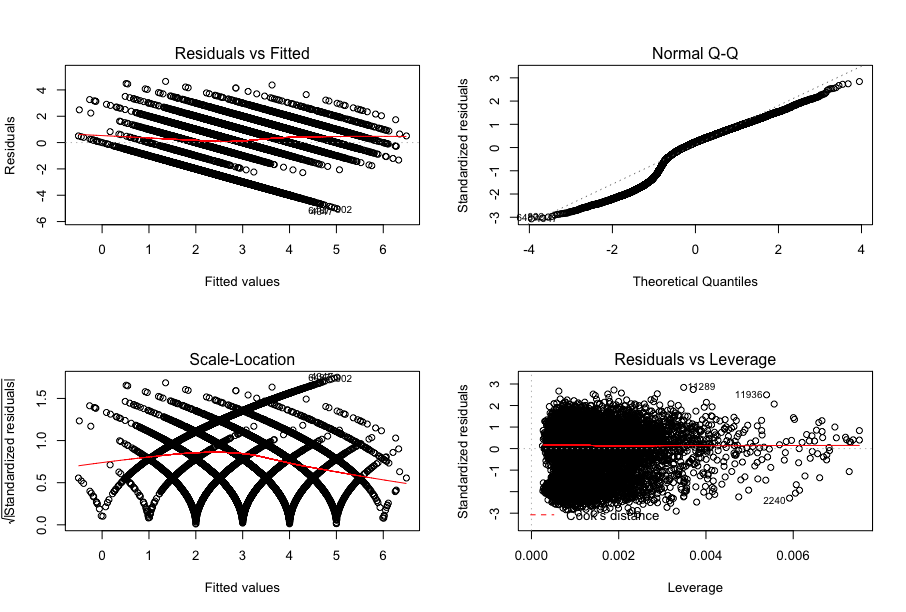 Residuals vs Fitted
Residuals
4
2
0
-2
-4
-6
902
0 1 2 3 4 5 6
Fitted values
Normal Q-Q
Standardized residuals
3
2
1
0
-1
-2
-3
-4 -2 0 2 4
Theoretical Quantiles
Scale-Location
√|Standardized residuals|
1.5
1.0
0.5
0.0
902
0 1 2 3 4 5 6
Fitted values
Residuals vs Leverage
Standardized residuals
3
2
1
0
-1
-3
11289
11936
2240
Cook's distance
0.000 0.002 0.004 0.006
Leverage